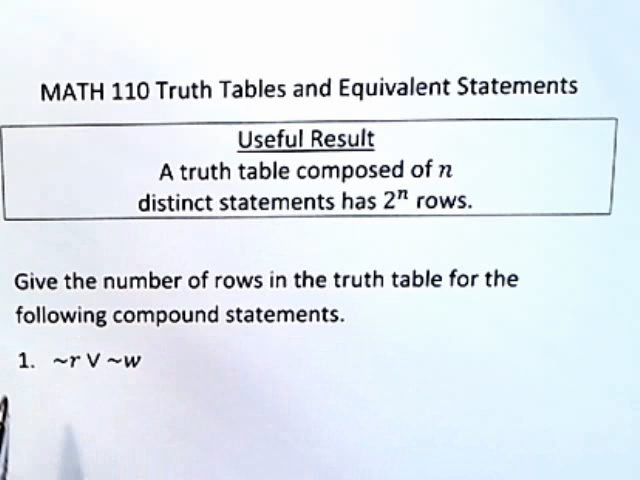 MATH 110 Truth Tables and Equivalent Statements
Useful Result
A truth table composed of n
distinct statements has 2ⁿ rows.
Give the number of rows in the truth table for the
following compound statements.
1. ~r ∨ ~w